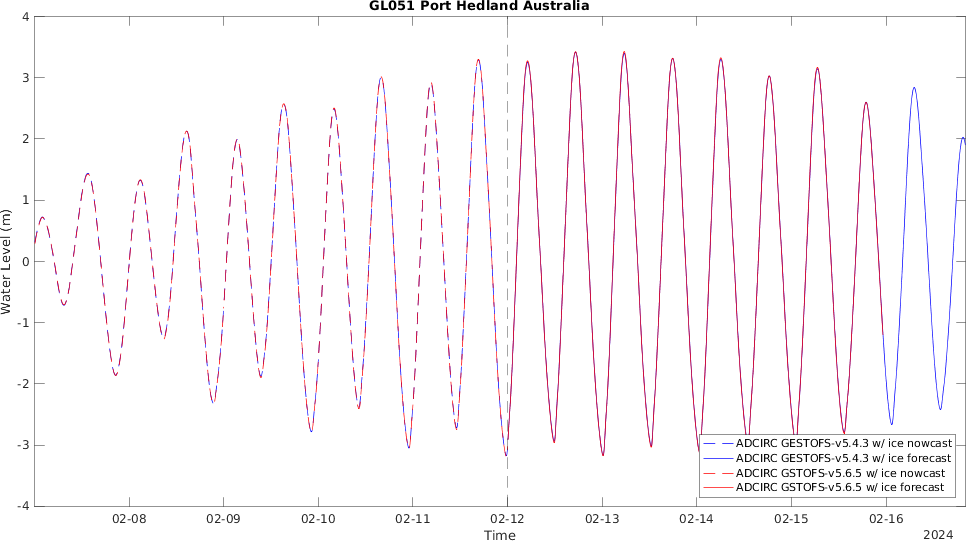 GL051 Port Hedland Australia
4
3
2
1
0
-1
-2
-3
-4
Water Level (m)
02-08 02-09 02-10 02-11 02-12 02-13 02-14 02-15 02-16
Time
2024
ADCIRC GESTOFS-v5.4.3 w/ ice nowcast
ADCIRC GESTOFS-v5.4.3 w/ ice forecast
ADCIRC GSTOFS-v5.6.5 w/ ice nowcast
ADCIRC GSTOFS-v5.6.5 w/ ice forecast